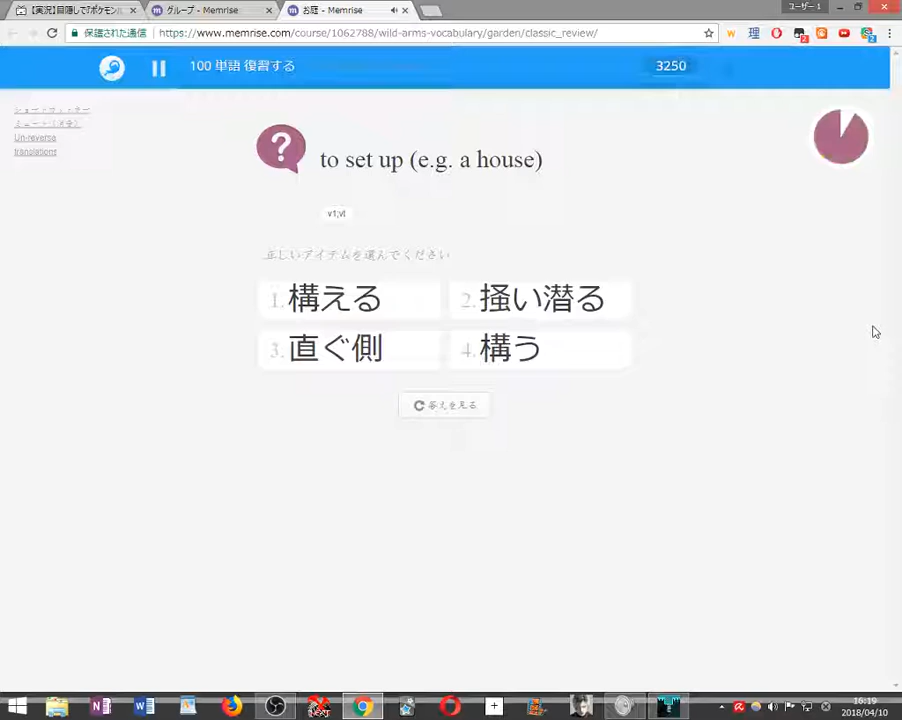 【実況】目隠しで?ポケモン
グループ - Memrise
お庭 - Memrise
ユーザー 1
保護された通信
https://www.memrise.com/course/1062788/wild-arms-vocabulary/garden/classic_review/
100 単語 復習する
3250
Un-reverse
translations
to set up (e.g. a house)
v1;vt
正しいアイテムを選んでください
1. 構える
2. 掻い潜る
3. 直ぐ側
4. 構う
答えを見る
16:19
2018/04/10